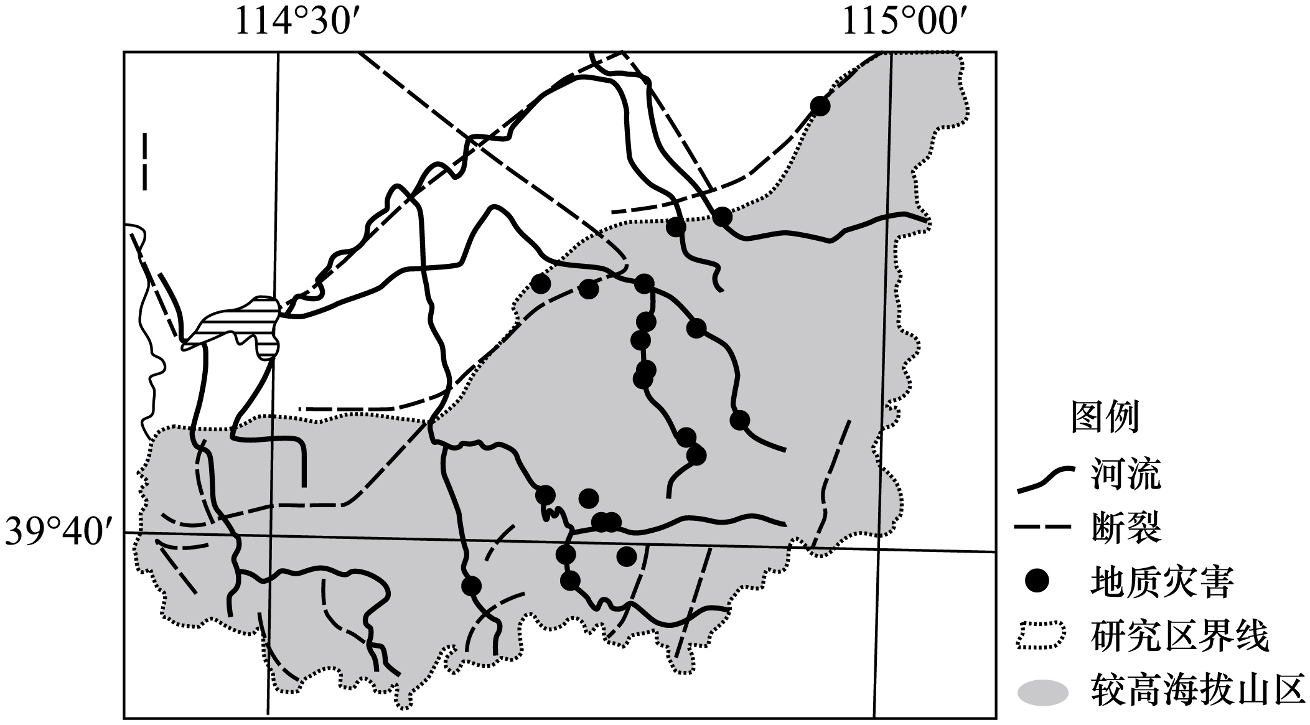 114°30′
115°00′
39°40′
图例
河流
断裂
地质灾害
研究区界线
较高海拔山区